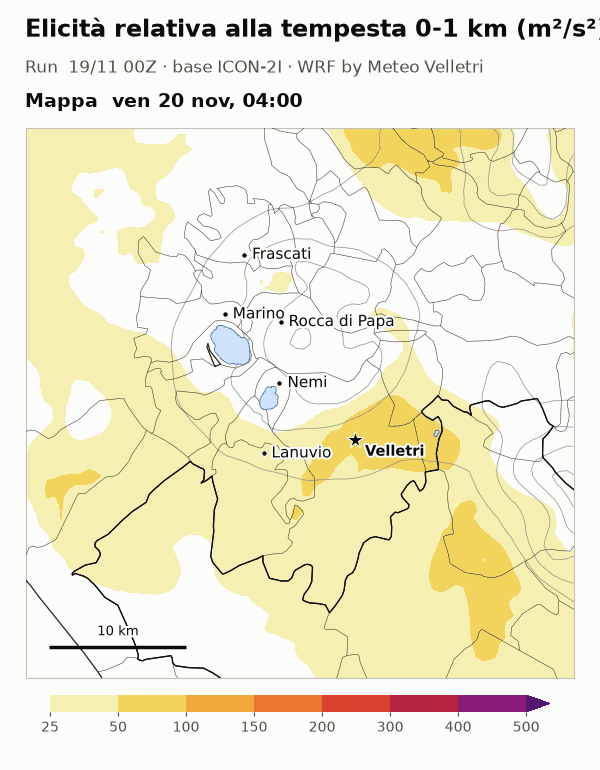 Elicità relativa alla tempesta 0-1 km (m²/s²)
Run 19/11 00Z · base ICON-2I · WRF by Meteo Velletri
Mappa ven 20 nov, 04:00
Frascati
Marino
Rocca di Papa
Nemi
Lanuvio
Velletri
10 km
25 50 100 150 200 300 400 500